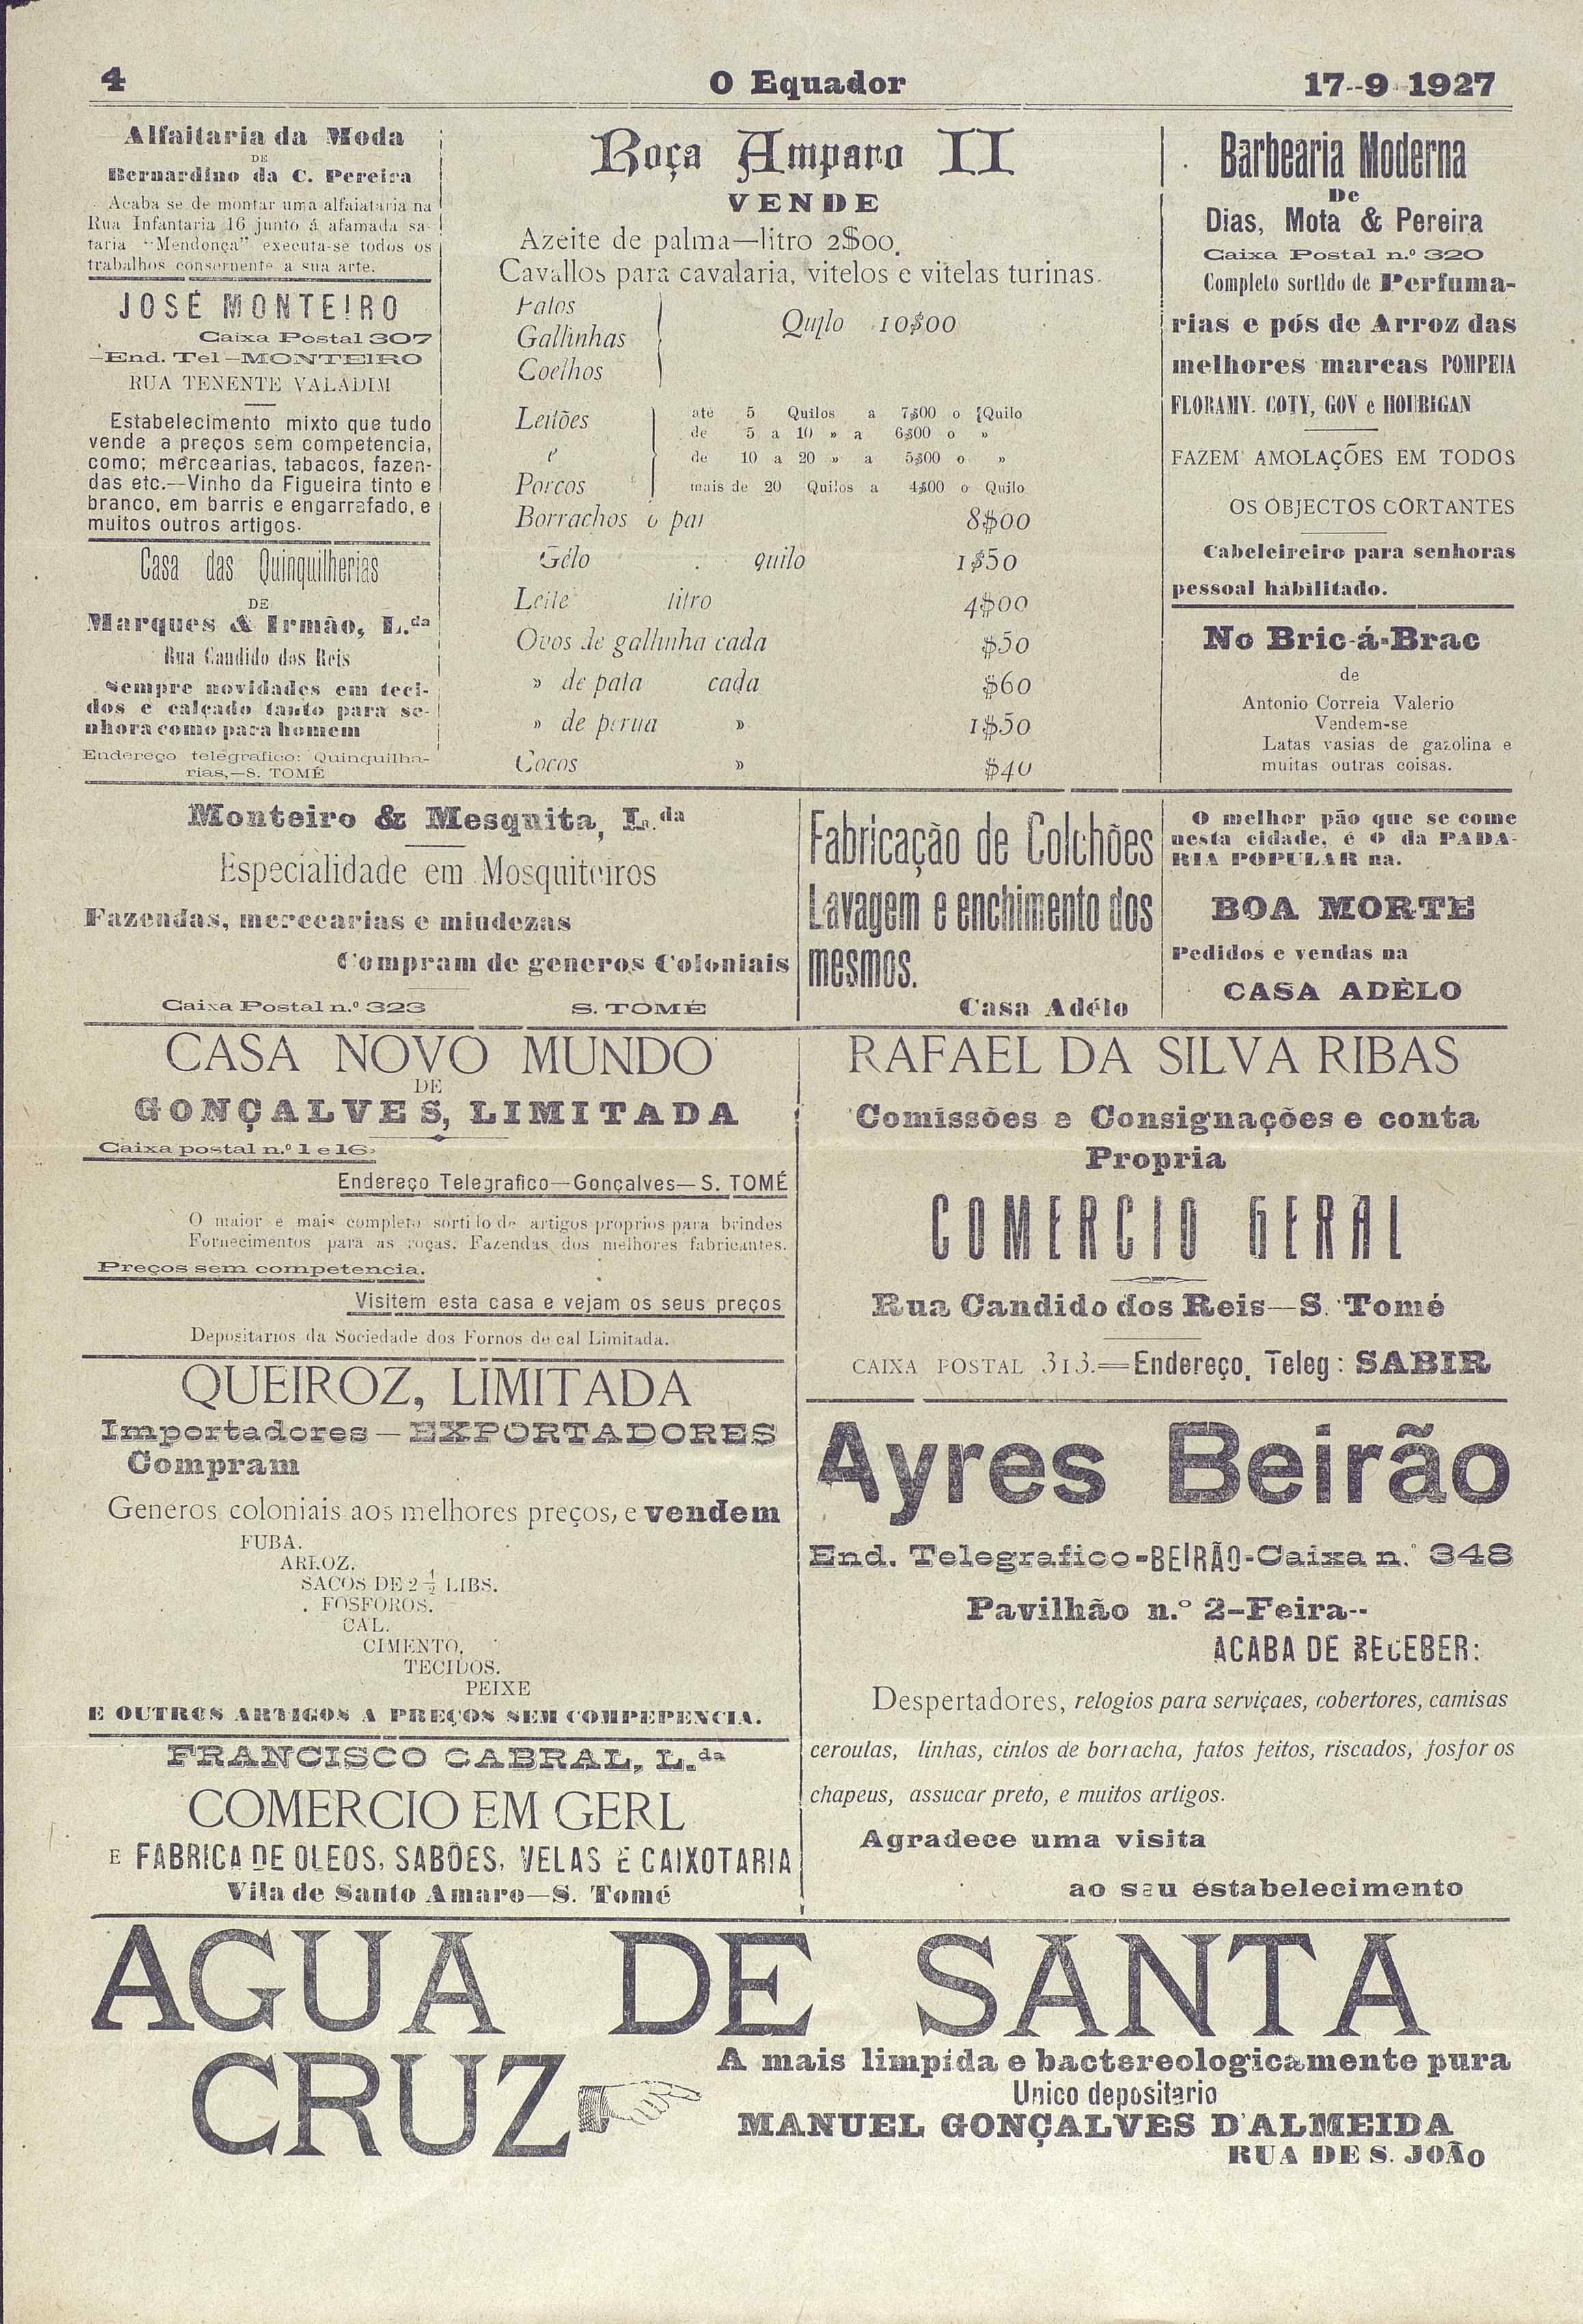 4
O Equador
17--9-1927
Alfaitaria da Moda
DE
Bernardino da C. Pereira
Acaba se de montar uma alfaiataria na
Rua Infantaria 16 junto á afamada sa-
taria “Mendonça” executa-se todos os
trabalhos consernente a sua arte.
JOSÉ MONTEIRO
Caixa Postal 307
-End. Tel-MONTEIRO
RUA TENENTE VALADIM
Estabelecimento mixto que tudo
vende a preços sem competencia,
como; mercearias, tabacos, fazen-
das etc.--Vinho da Figueira tinto e
branco, em barris e engarrafado, e
muitos outros artigos.
Casa das Quinquilherias
DE
Marques & Irmão, L.da
Rua Candido dos Reis
Sempre novidades em teci-
dos e calçado tanto para se-
nhora como para homem
Endereço telégrafico: Quinquilha-
rias,—S. TOMÉ
Roça Amparo II
VENDE
Azeite de palma—litro 2$00.
Cavallos para cavalaria, vitelos e vitelas turinas.
Patos
Gallinhas
Quilo 10$00
Coelhos
Leitões
até 5 Quilos a 7$00 o Quilo
de 5 a 10 » a 6$00 o »
de 10 a 20 » a 5$00 o »
Porcos
mais de 20 Quilos a 4$00 o Quilo
Borrachos o par 8$00
Gélo . quilo 1$50
Leite litro 4$00
Ovos de gallinha cada $50
» de pata cada $60
» de perua » 1$50
Cocos » $40
Barbearia Moderna
De
Dias, Mota & Pereira
Caixa Postal n.º 320
Completo sortido de Perfuma-
rias e pós de Arroz das
melhores marcas POMPEIA
FLORAMY. COTY, GOV e HOUBIGAN
FAZEM AMOLAÇÕES EM TODOS
OS OBJECTOS CORTANTES
Cabeleireiro para senhoras
pessoal habilitado.
No Bric-á-Brac
de
Antonio Correia Valerio
Vendem-se
Latas vasias de gazolina e
muitas outras coisas.
Monteiro & Mesquita, L.da
Especialidade em Mosquiteiros
Fazendas, mercearias e miudezas
Compram de generos Coloniais
Caixa Postal n.º 323 S. TOMÉ
Fabricação de Colchões
Lavagem e enchimento dos
mesmos.
Casa Adélo
O melhor pão que se come
nesta cidade, é o da PADA-
RIA POPULAR na.
BOA MORTE
Pedidos e vendas na
CASA ADÈLO
CASA NOVO MUNDO
DE
GONÇALVES, LIMITADA
Caixa postal n.º 1 e 16
Endereço Telegrafico—Gonçalves—S. TOMÉ
O maior e mais completo sortilo de artigos proprios para brindes
Fornecimentos para as roças. Fazendas dos melhores fabricantes.
Preços sem competencia.
Visitem esta casa e vejam os seus preços
Depositarios da Sociedade dos Fornos de cal Limitada.
RAFAEL DA SILVA RIBAS
Comissões e Consignações e conta
Propria
COMERCIO GERAL
Rua Candido dos Reis—S. Tomé
CAIXA POSTAL 313.=Endereço. Teleg: SABIR
QUEIROZ, LIMITADA
Importadores — EXPORTADORES
Compram
Generos coloniais aos melhores preços, e vendem
FUBA.
ARROZ.
SACOS DE 2 ½ LIBS.
FOSFOROS.
CAL.
CIMENTO.
TECIDOS.
PEIXE
E OUTROS ARTIGOS A PREÇOS SEM COMPEPENCIA.
Ayres Beirão
End. Telegrafico-BEIRÃO-Caixa n.º 348
Pavilhão n.º 2–Feira--
ACABA DE RECEBER:
Despertadores, relogios para serviçaes, cobertores, camisas
ceroulas, linhas, cintos de borracha, fatos feitos, riscados, fosforos
chapeus, assucar preto, e muitos artigos.
Agradece uma visita
ao seu estabelecimento
FRANCISCO CABRAL, L.da
COMERCIO EM GERL
E FABRICA DE OLEOS, SABÕES, VELAS E CAIXOTARIA
Vila de Santo Amaro—S. Tomé
AGUA DE SANTA
CRUZ
A mais limpida e bactereologicamente pura
Unico depositario
MANUEL GONÇALVES D'ALMEIDA
RUA DE S. JOÃO